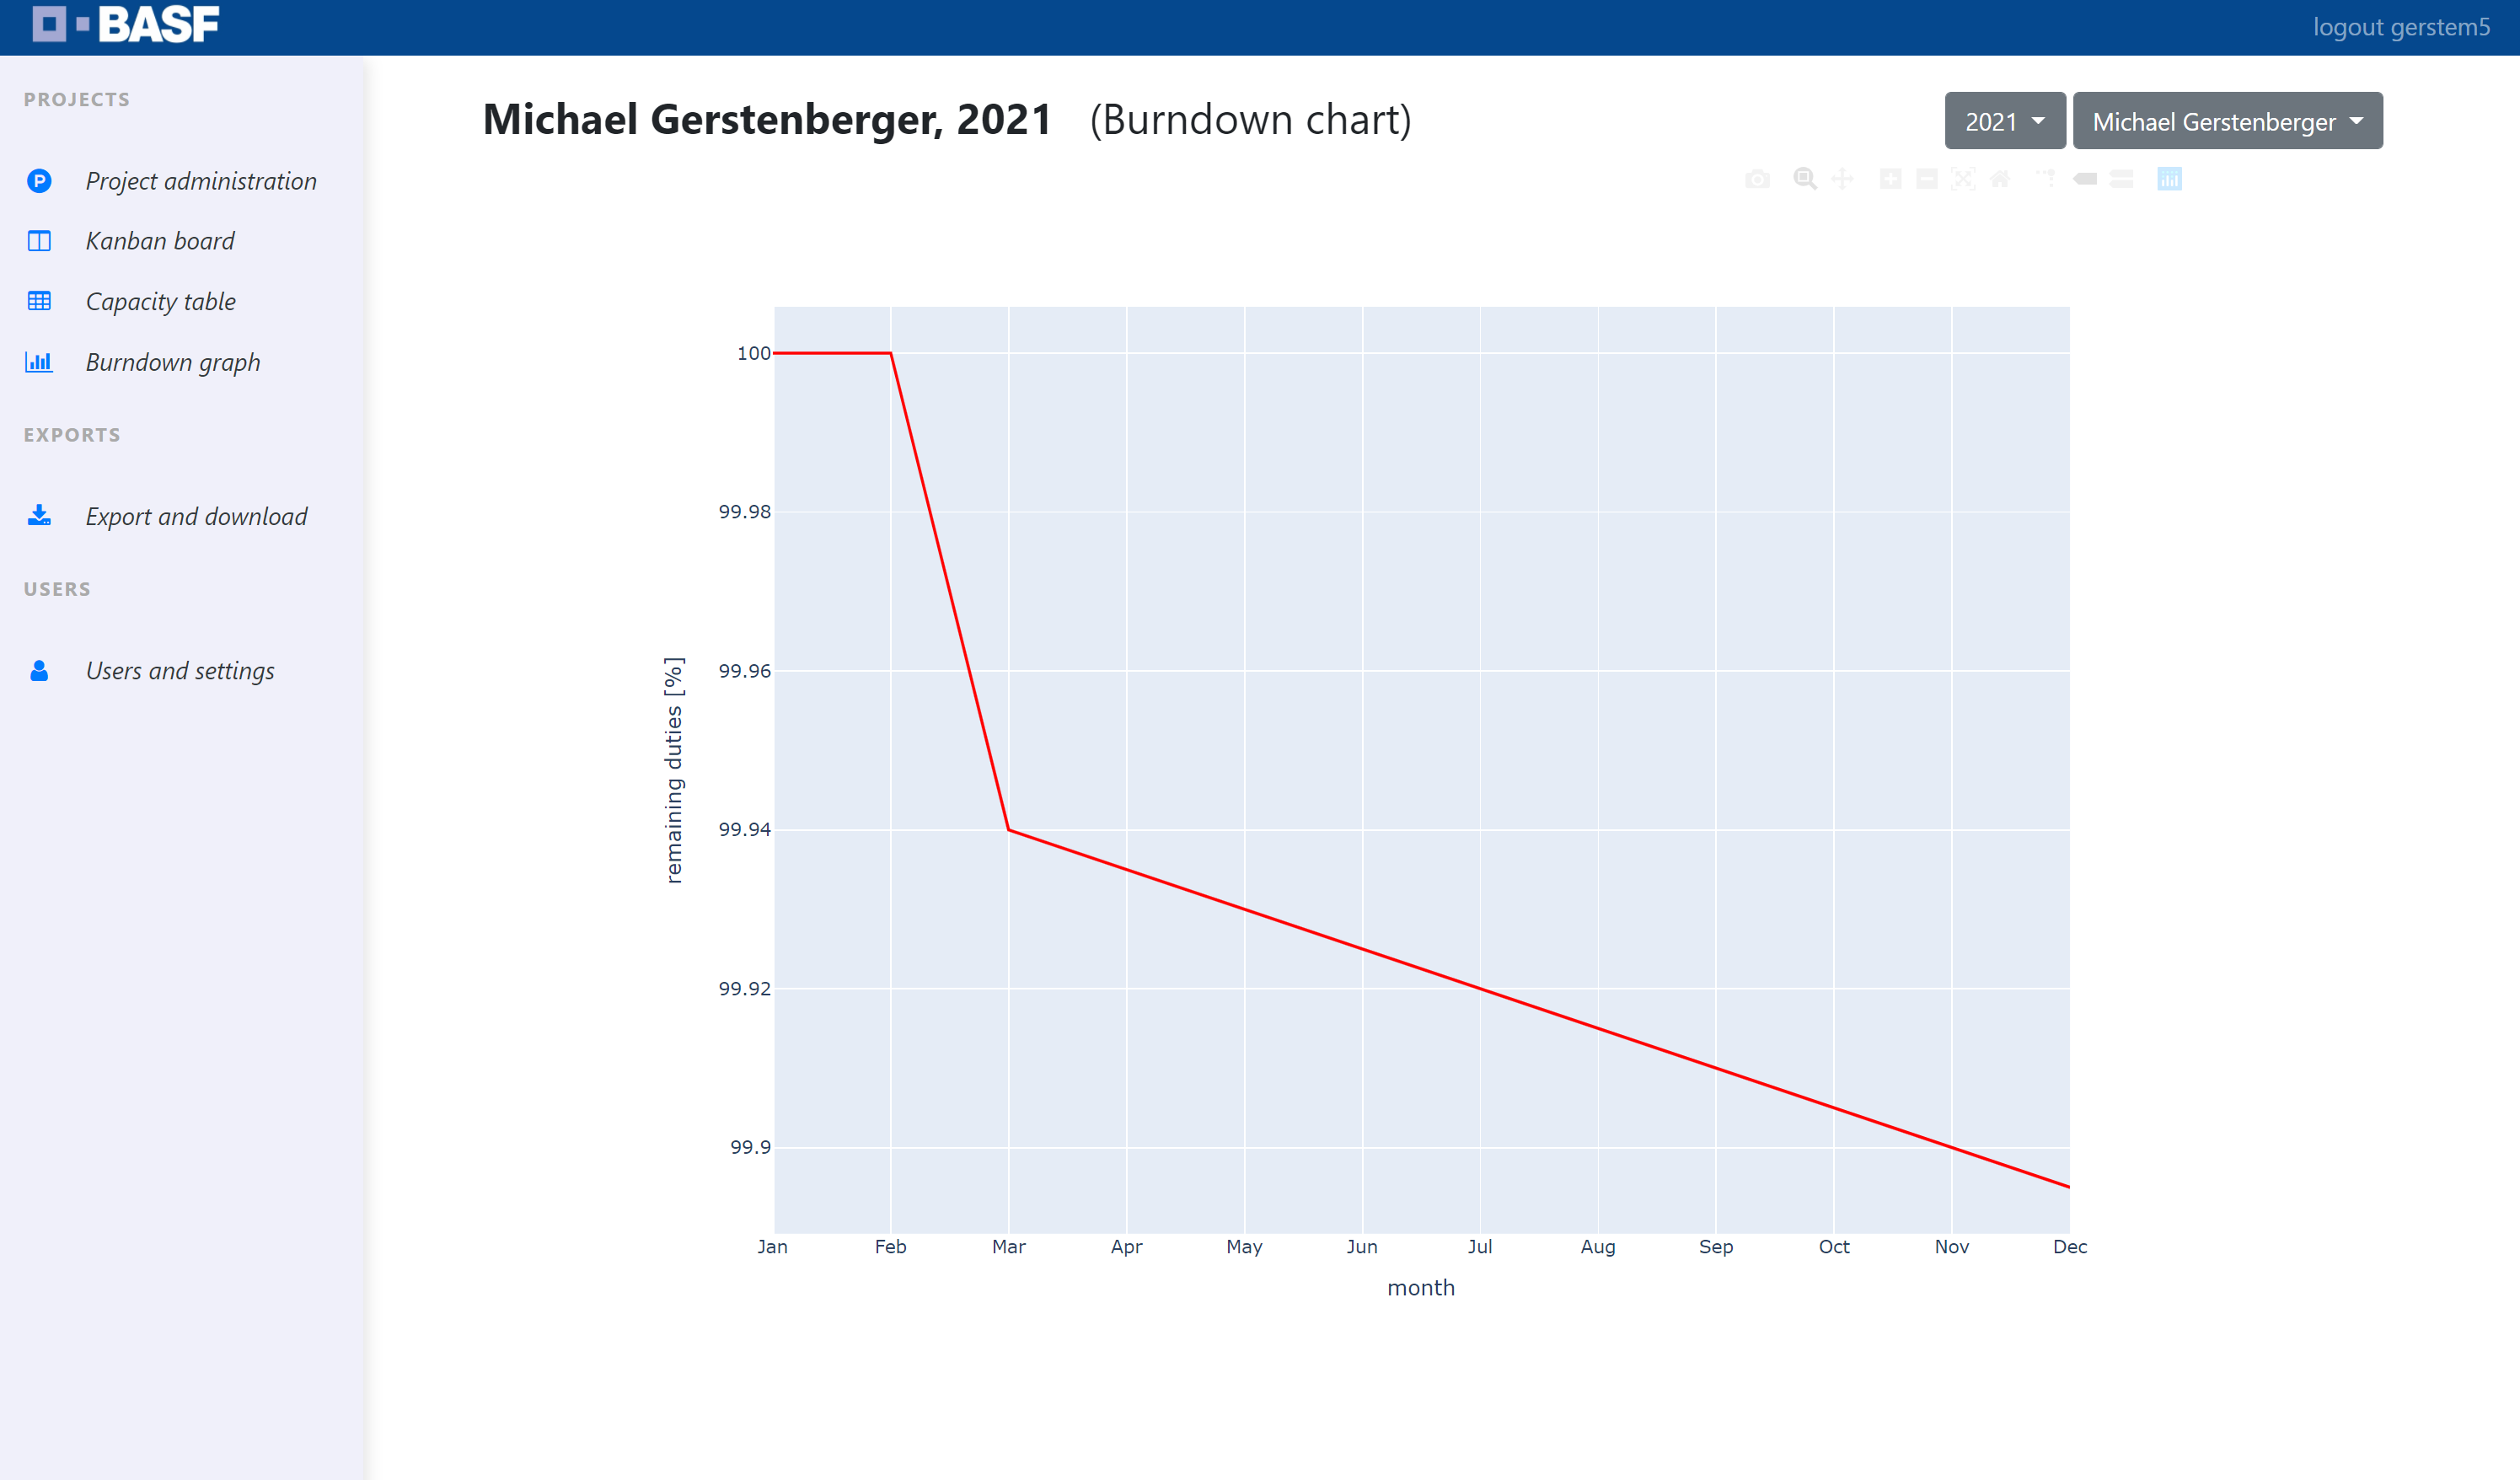 BASF
logout gerstem5
PROJECTS
Project administration
Kanban board
Capacity table
Burndown graph
EXPORTS
Export and download
USERS
Users and settings
Michael Gerstenberger, 2021 (Burndown chart)
2021
Michael Gerstenberger
remaining duties [%]
100
99.98
99.96
99.94
99.92
99.9
Jan Feb Mar Apr May Jun Jul Aug Sep Oct Nov Dec
month